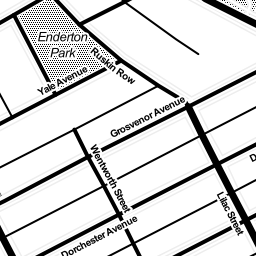 Enderton
Park
Ruskin Row
Yale Avenue
Grosvenor Avenue
Wentworth Street
Lilac Street
Dorchester Avenue
D